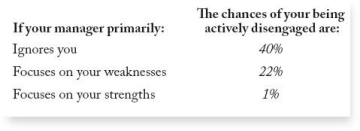 If your manager primarily:
The chances of your being
actively disengaged are:
Ignores you 40%
Focuses on your weaknesses 22%
Focuses on your strengths 1%